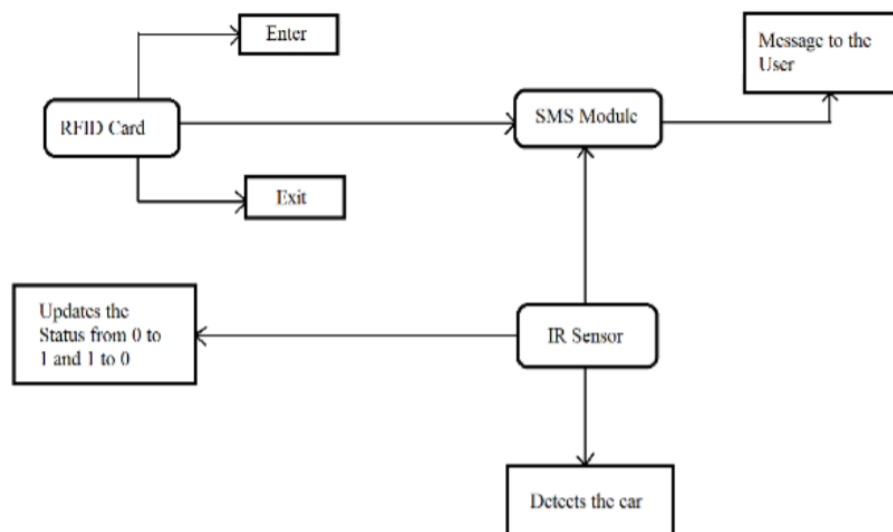 Enter
Message to the
User
RFID Card
SMS Module
Exit
Updates the
Status from 0 to
1 and 1 to 0
IR Sensor
Detects the car